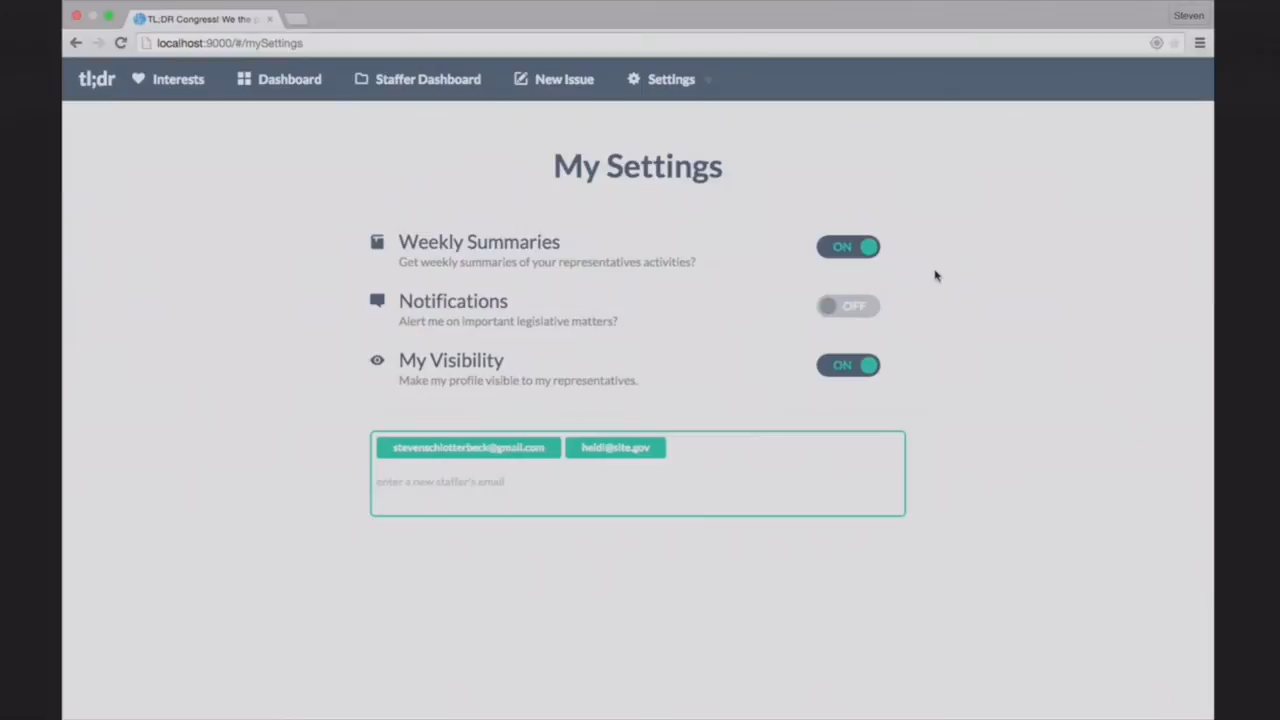 TL;DR Congress! We the p
Steven
localhost:9000/#/mySettings
tl;dr Interests Dashboard Staffer Dashboard New Issue Settings
My Settings
Weekly Summaries
Get weekly summaries of your representatives activities?
ON
Notifications
Alert me on important legislative matters?
OFF
My Visibility
Make my profile visible to my representatives.
ON
stevenschlotterbeck@gmail.com heidi@site.gov
enter a new staffer's email